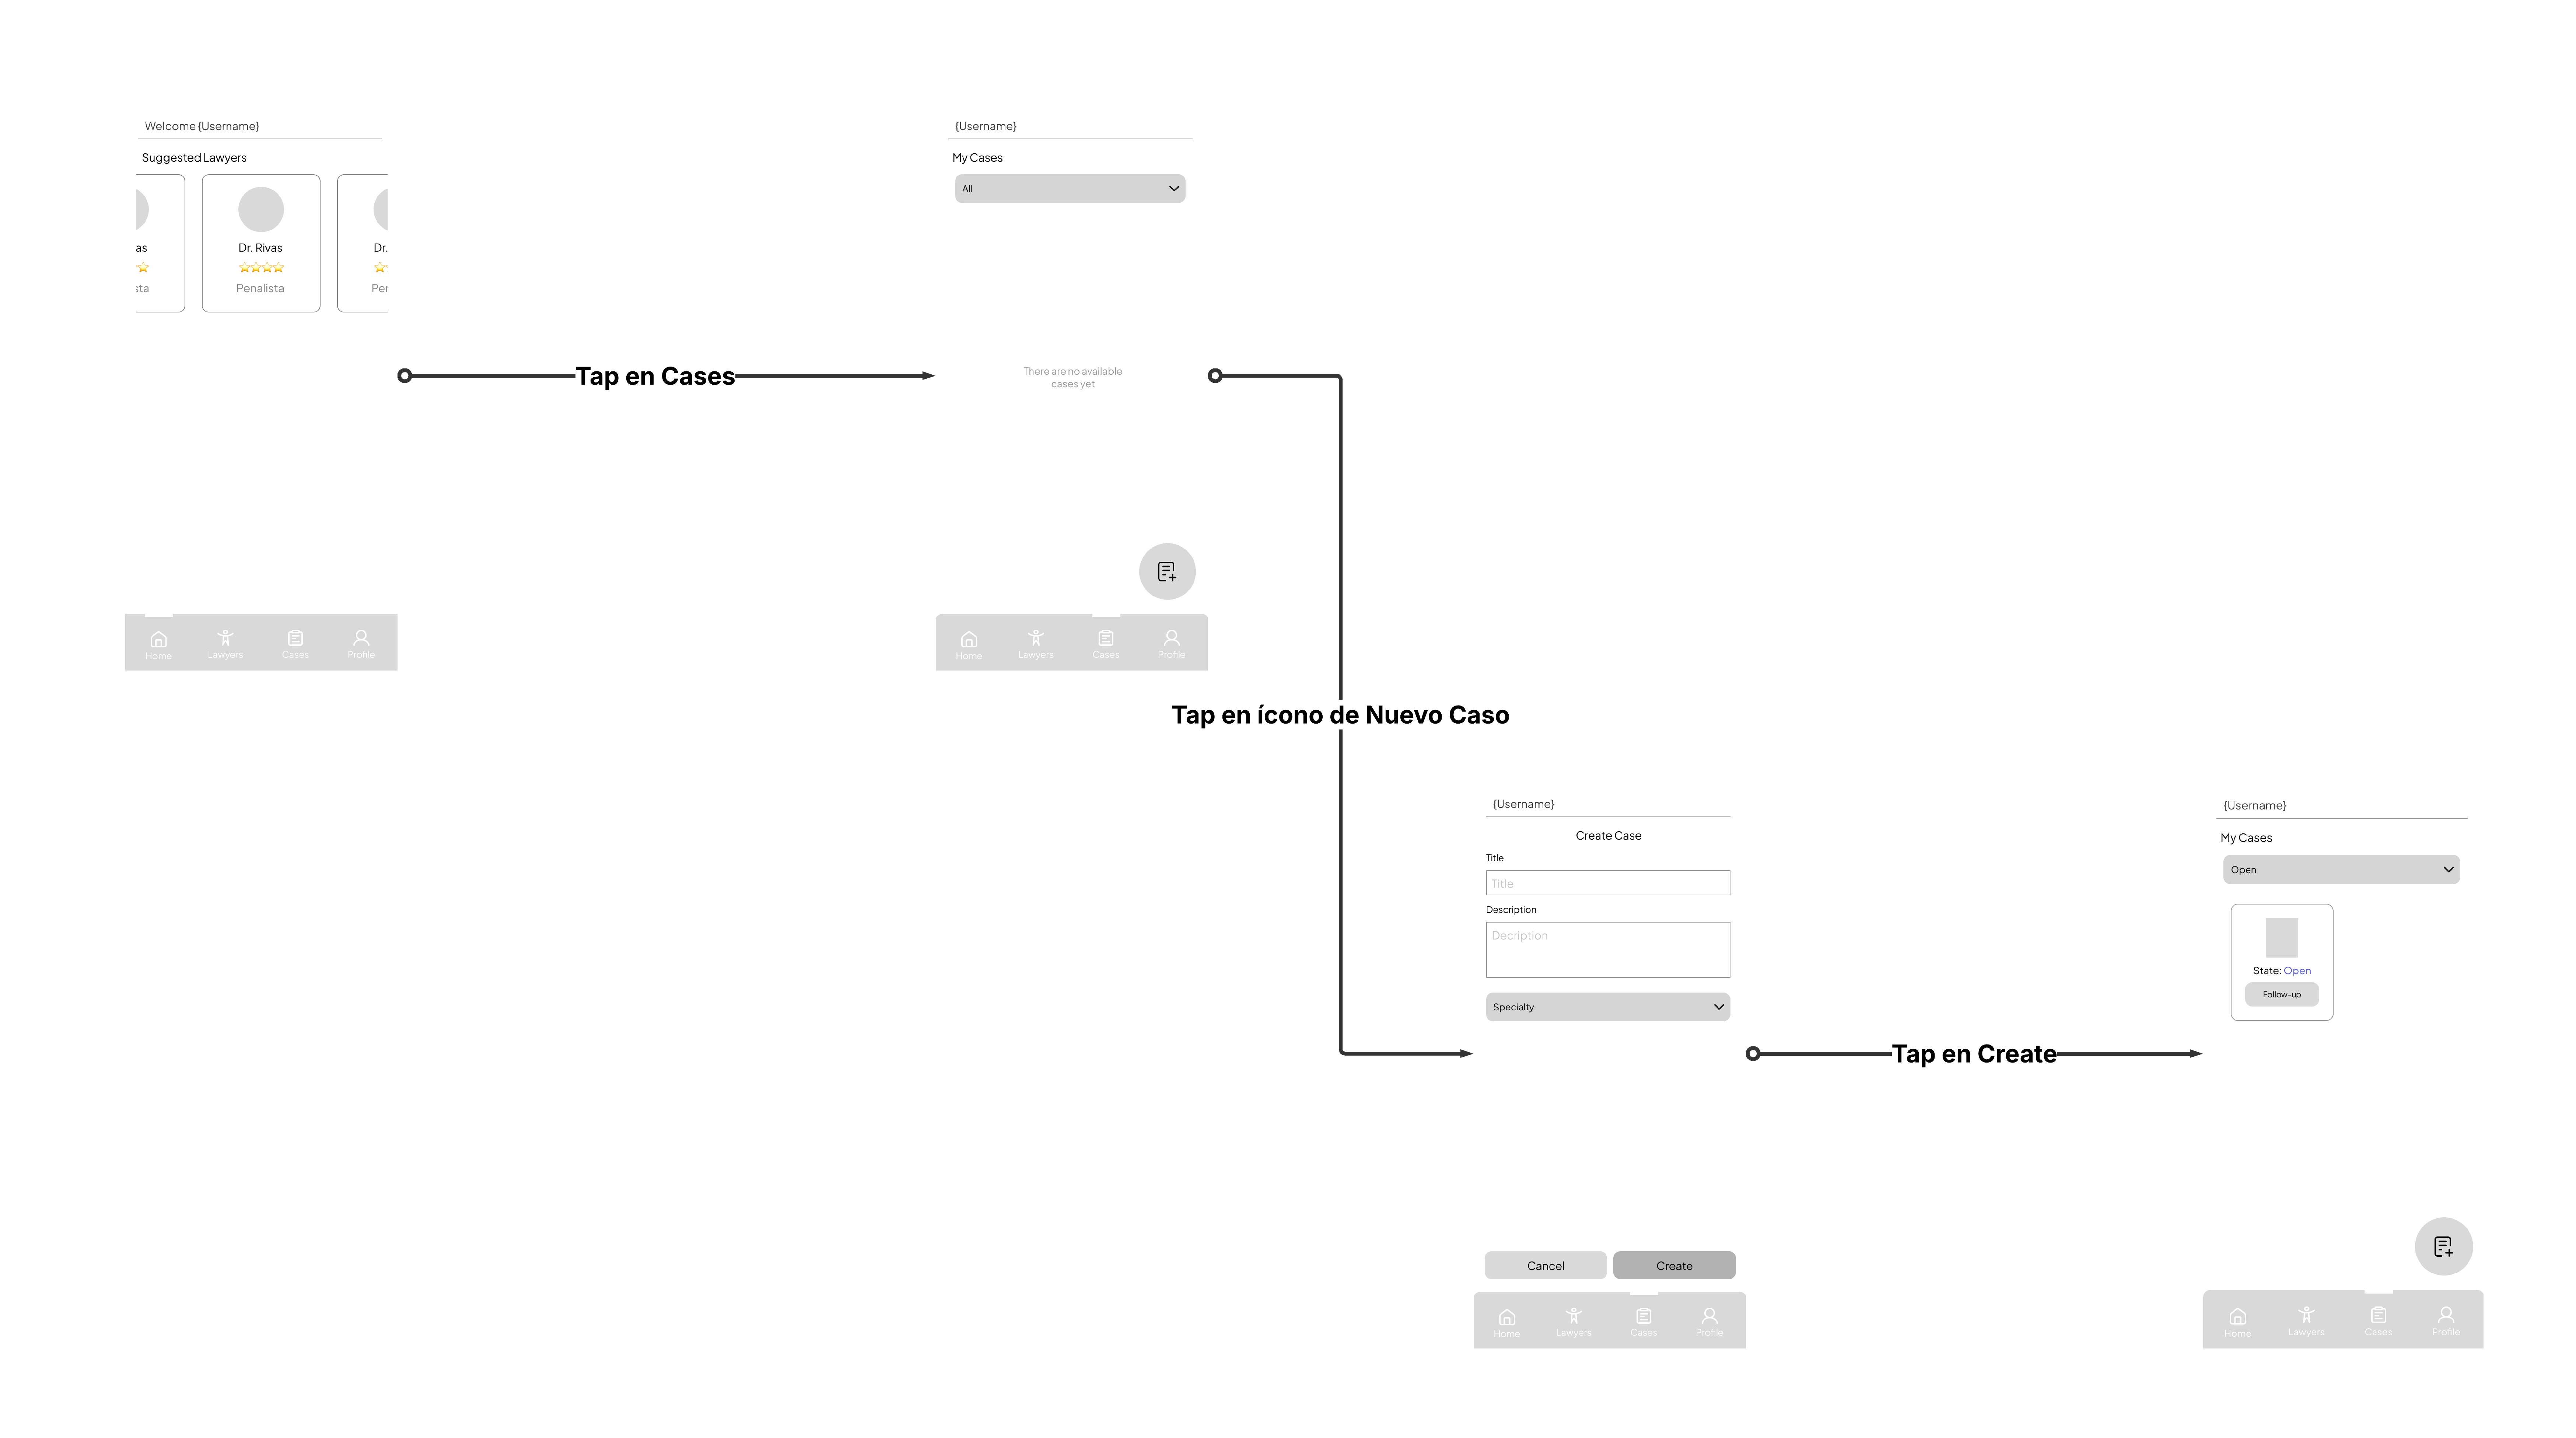 Welcome {Username}
Suggested Lawyers
as
sta
Dr. Rivas
Penalista
Dr.
Per
Home
Lawyers
Cases
Profile
Tap en Cases
{Username}
My Cases
All
There are no available
cases yet
Home
Lawyers
Cases
Profile
Tap en ícono de Nuevo Caso
{Username}
Create Case
Title
Title
Description
Decription
Specialty
Cancel
Create
Home
Lawyers
Cases
Profile
Tap en Create
{Username}
My Cases
Open
State: Open
Follow-up
Home
Lawyers
Cases
Profile